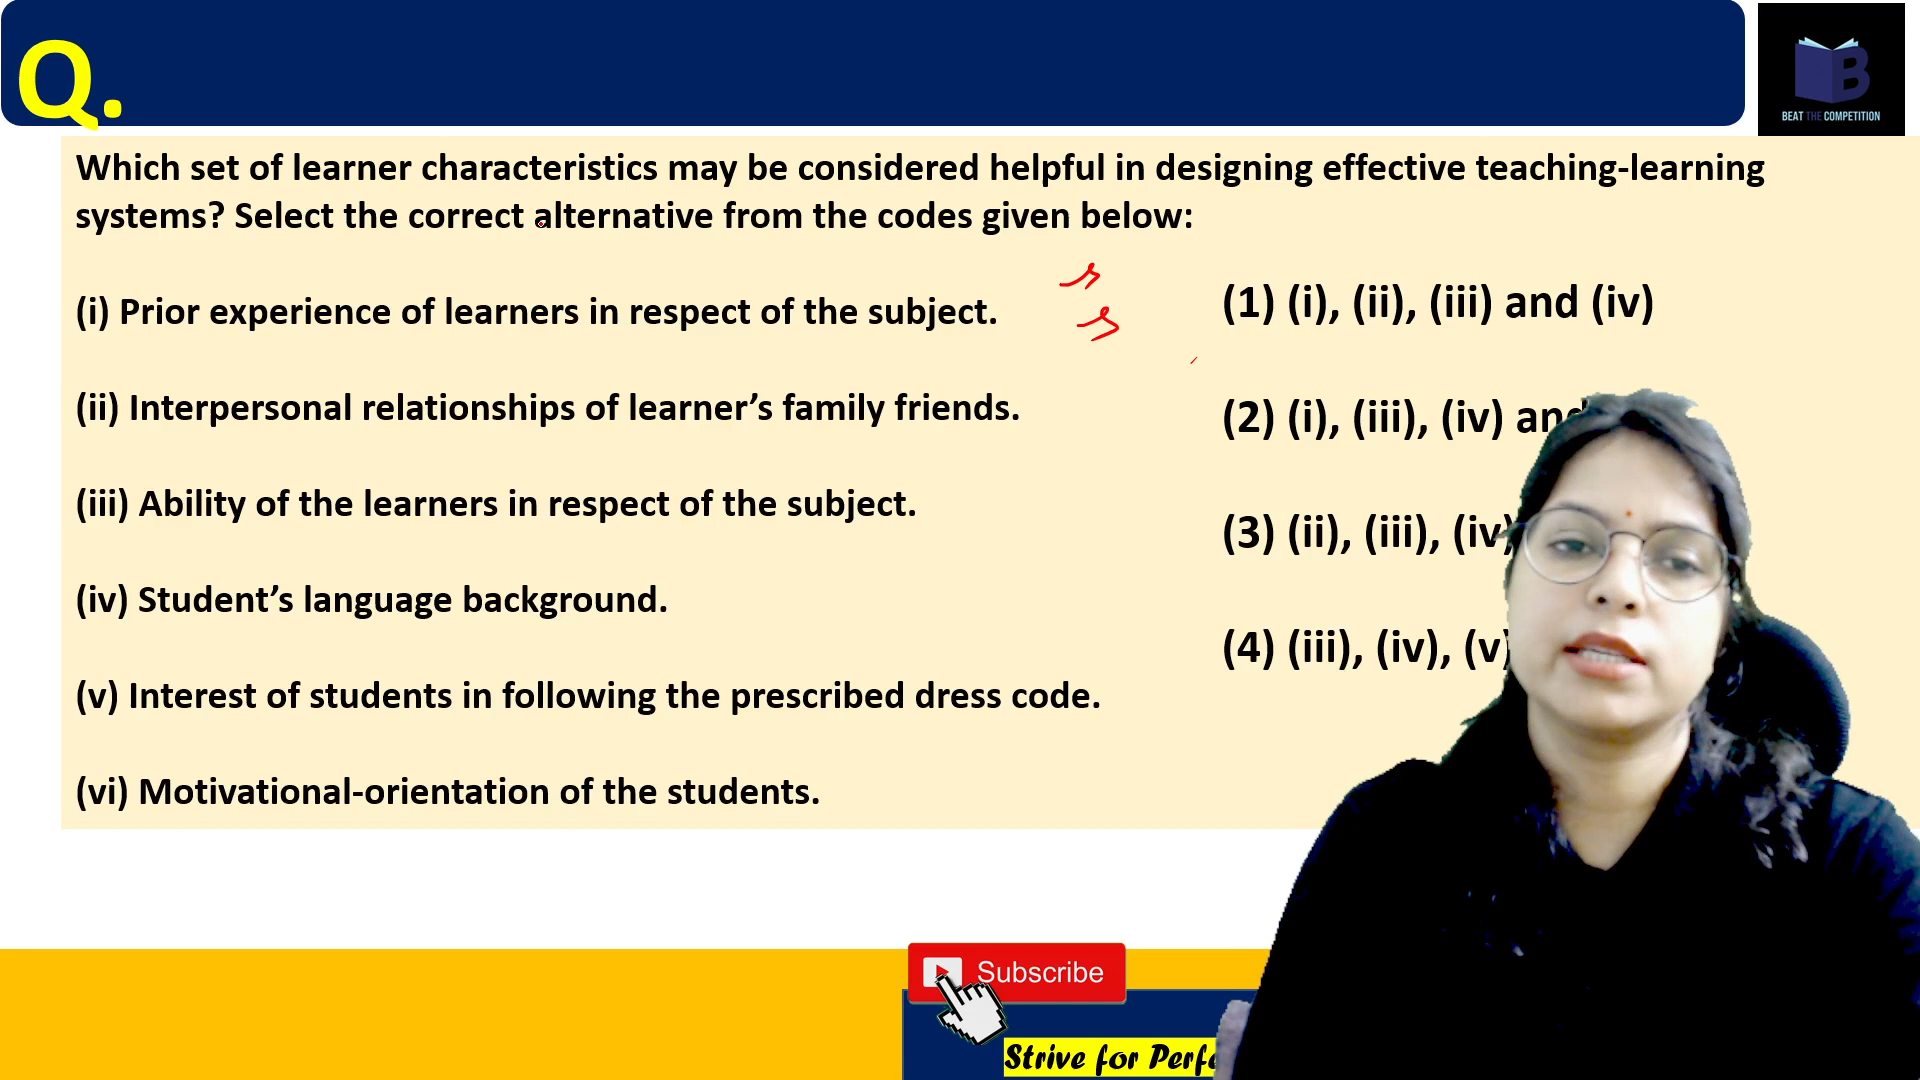 Q.
BEAT THE COMPETITION
Which set of learner characteristics may be considered helpful in designing effective teaching-learning
systems? Select the correct alternative from the codes given below:
(i) Prior experience of learners in respect of the subject.
(ii) Interpersonal relationships of learner’s family friends.
(iii) Ability of the learners in respect of the subject.
(iv) Student’s language background.
(v) Interest of students in following the prescribed dress code.
(vi) Motivational-orientation of the students.
(1) (i), (ii), (iii) and (iv)
(2) (i), (iii), (iv) and
(3) (ii), (iii), (iv)
(4) (iii), (iv), (v)
Subscribe
Strive for